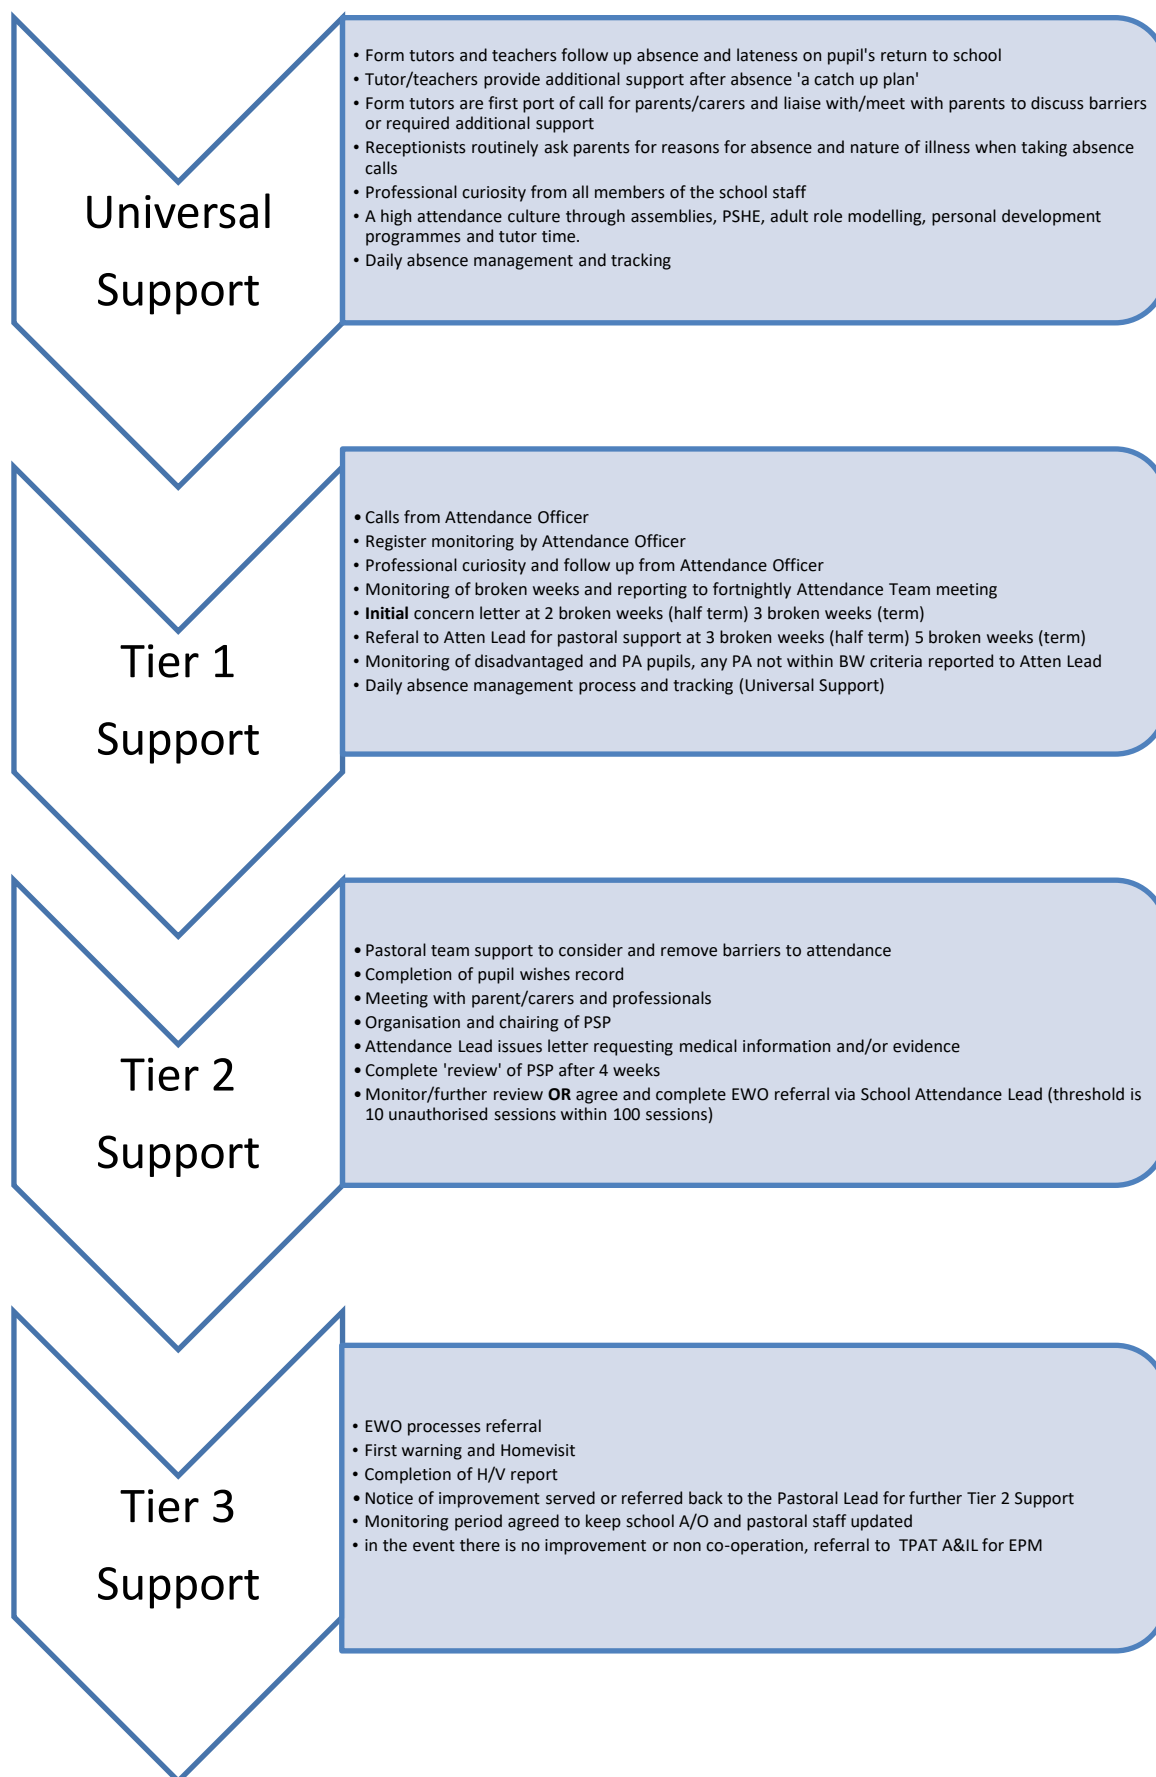 Universal
Support
• Form tutors and teachers follow up absence and lateness on pupil's return to school
• Tutor/teachers provide additional support after absence 'a catch up plan'
• Form tutors are first port of call for parents/carers and liaise with/meet with parents to discuss barriers
or required additional support
• Receptionists routinely ask parents for reasons for absence and nature of illness when taking absence
calls
• Professional curiosity from all members of the school staff
• A high attendance culture through assemblies, PSHE, adult role modelling, personal development
programmes and tutor time.
• Daily absence management and tracking
Tier 1
Support
• Calls from Attendance Officer
• Register monitoring by Attendance Officer
• Professional curiosity and follow up from Attendance Officer
• Monitoring of broken weeks and reporting to fortnightly Attendance Team meeting
• Initial concern letter at 2 broken weeks (half term) 3 broken weeks (term)
• Referal to Atten Lead for pastoral support at 3 broken weeks (half term) 5 broken weeks (term)
• Monitoring of disadvantaged and PA pupils, any PA not within BW criteria reported to Atten Lead
• Daily absence management process and tracking (Universal Support)
Tier 2
Support
• Pastoral team support to consider and remove barriers to attendance
• Completion of pupil wishes record
• Meeting with parent/carers and professionals
• Organisation and chairing of PSP
• Attendance Lead issues letter requesting medical information and/or evidence
• Complete 'review' of PSP after 4 weeks
• Monitor/further review OR agree and complete EWO referral via School Attendance Lead (threshold is
10 unauthorised sessions within 100 sessions)
Tier 3
Support
• EWO processes referral
• First warning and Homevisit
• Completion of H/V report
• Notice of improvement served or referred back to the Pastoral Lead for further Tier 2 Support
• Monitoring period agreed to keep school A/O and pastoral staff updated
• in the event there is no improvement or non co-operation, referral to TPAT A&IL for EPM